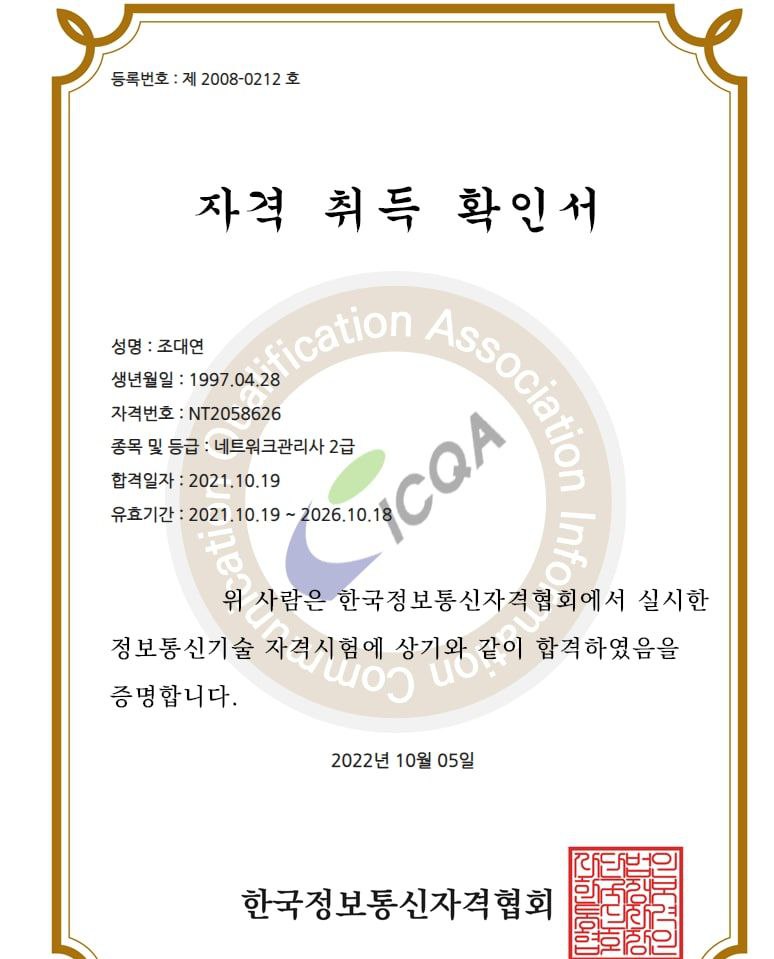 등록번호 : 제 2008-0212 호
자격 취득 확인서
성명 : 조대연
생년월일 : 1997.04.28
자격번호 : NT2058626
종목 및 등급 : 네트워크관리사 2급
합격일자 : 2021.10.19
유효기간 : 2021.10.19 ~ 2026.10.18
Information Communication Qualification Association
ICQA
위 사람은 한국정보통신자격협회에서 실시한
정보통신기술 자격시험에 상기와 같이 합격하였음을
증명합니다.
2022년 10월 05일
한국정보통신자격협회